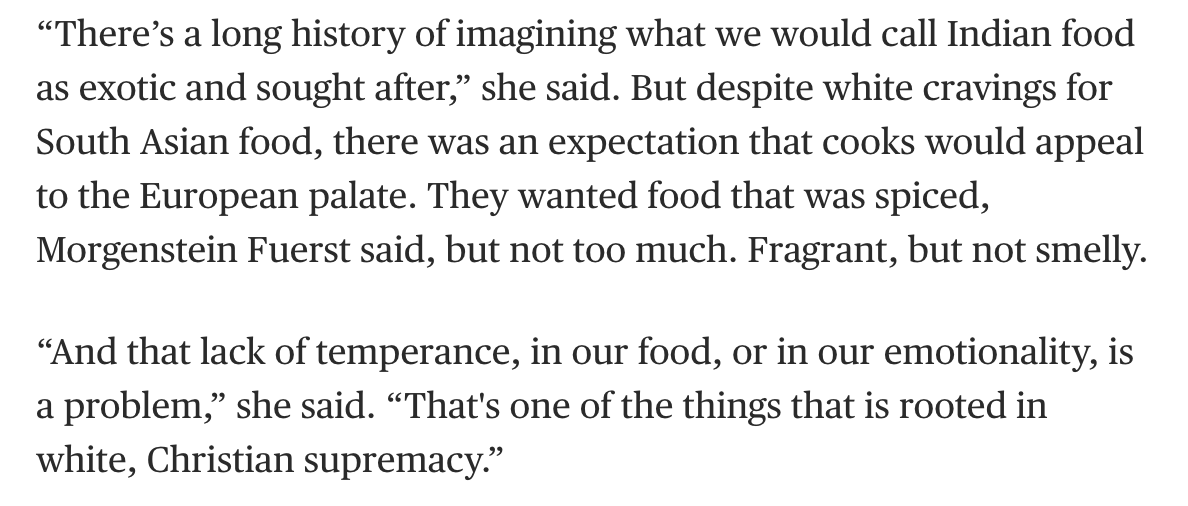 “There’s a long history of imagining what we would call Indian food
as exotic and sought after,” she said. But despite white cravings for
South Asian food, there was an expectation that cooks would appeal
to the European palate. They wanted food that was spiced,
Morgenstein Fuerst said, but not too much. Fragrant, but not smelly.
“And that lack of temperance, in our food, or in our emotionality, is
a problem,” she said. “That's one of the things that is rooted in
white, Christian supremacy.”